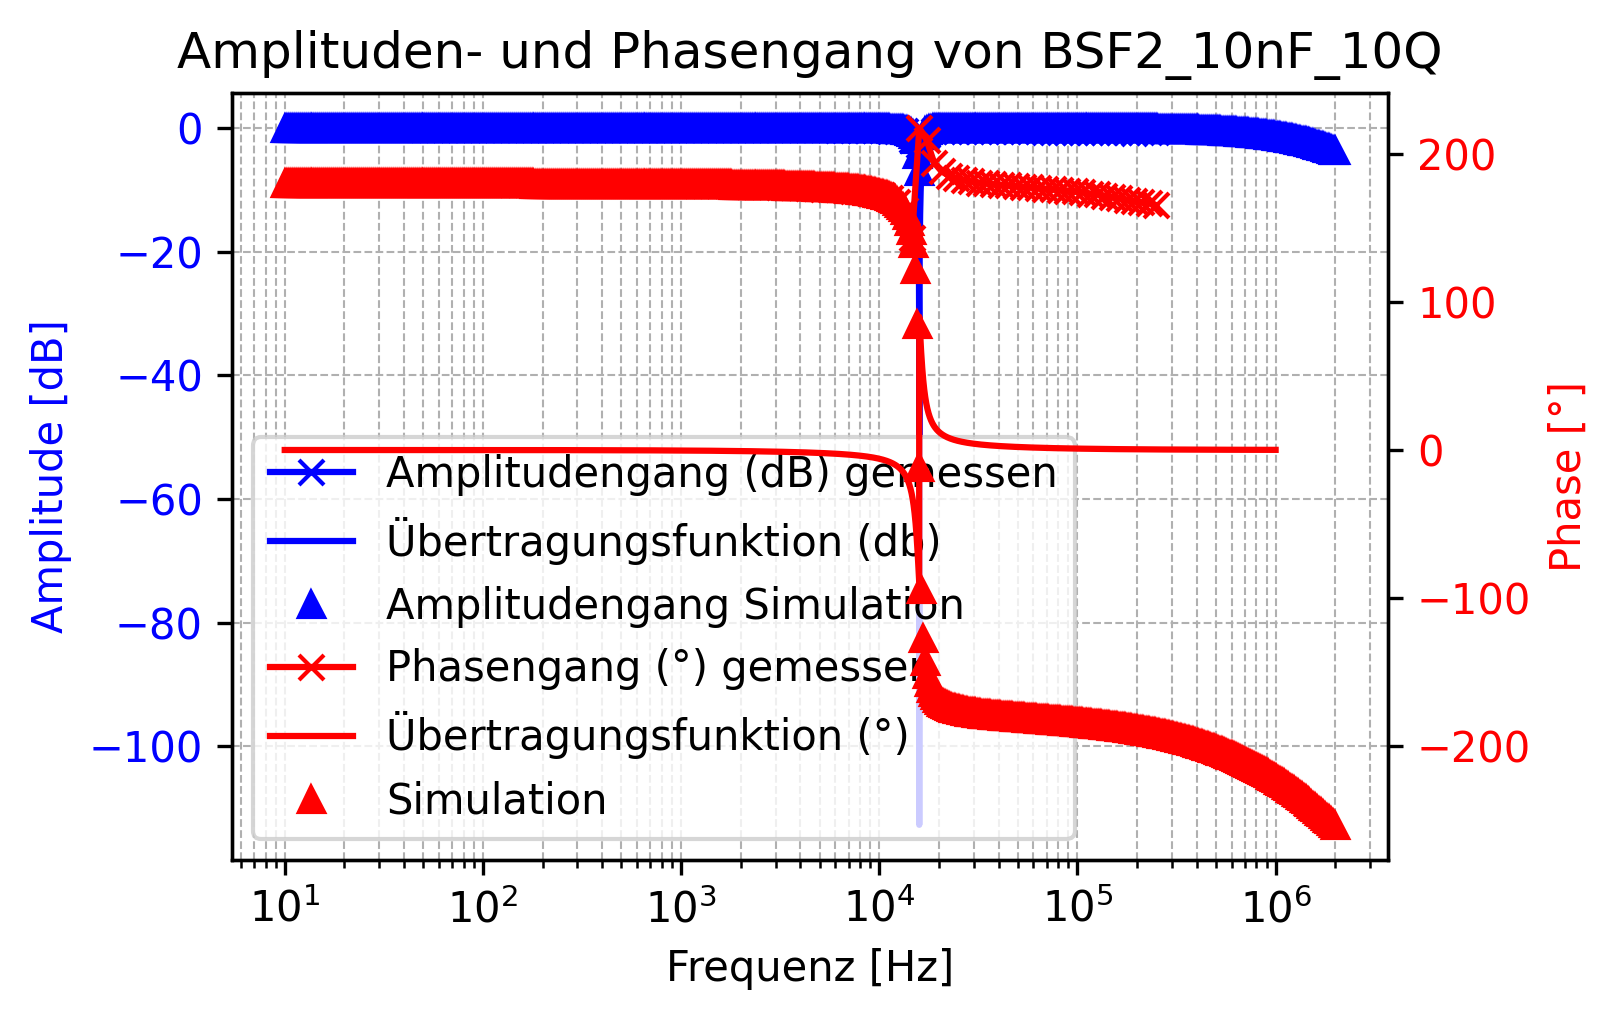 Amplituden- und Phasengang von BSF2_10nF_10Q
Amplitude [dB]
0
−20
−40
−60
−80
−100
200
100
0
−100
−200
Phase [°]
Amplitudengang (dB) gemessen
Übertragungsfunktion (db)
Amplitudengang Simulation
Phasengang (°) gemessen
Übertragungsfunktion (°)
Simulation
10¹ 10² 10³ 10⁴ 10⁵ 10⁶
Frequenz [Hz]